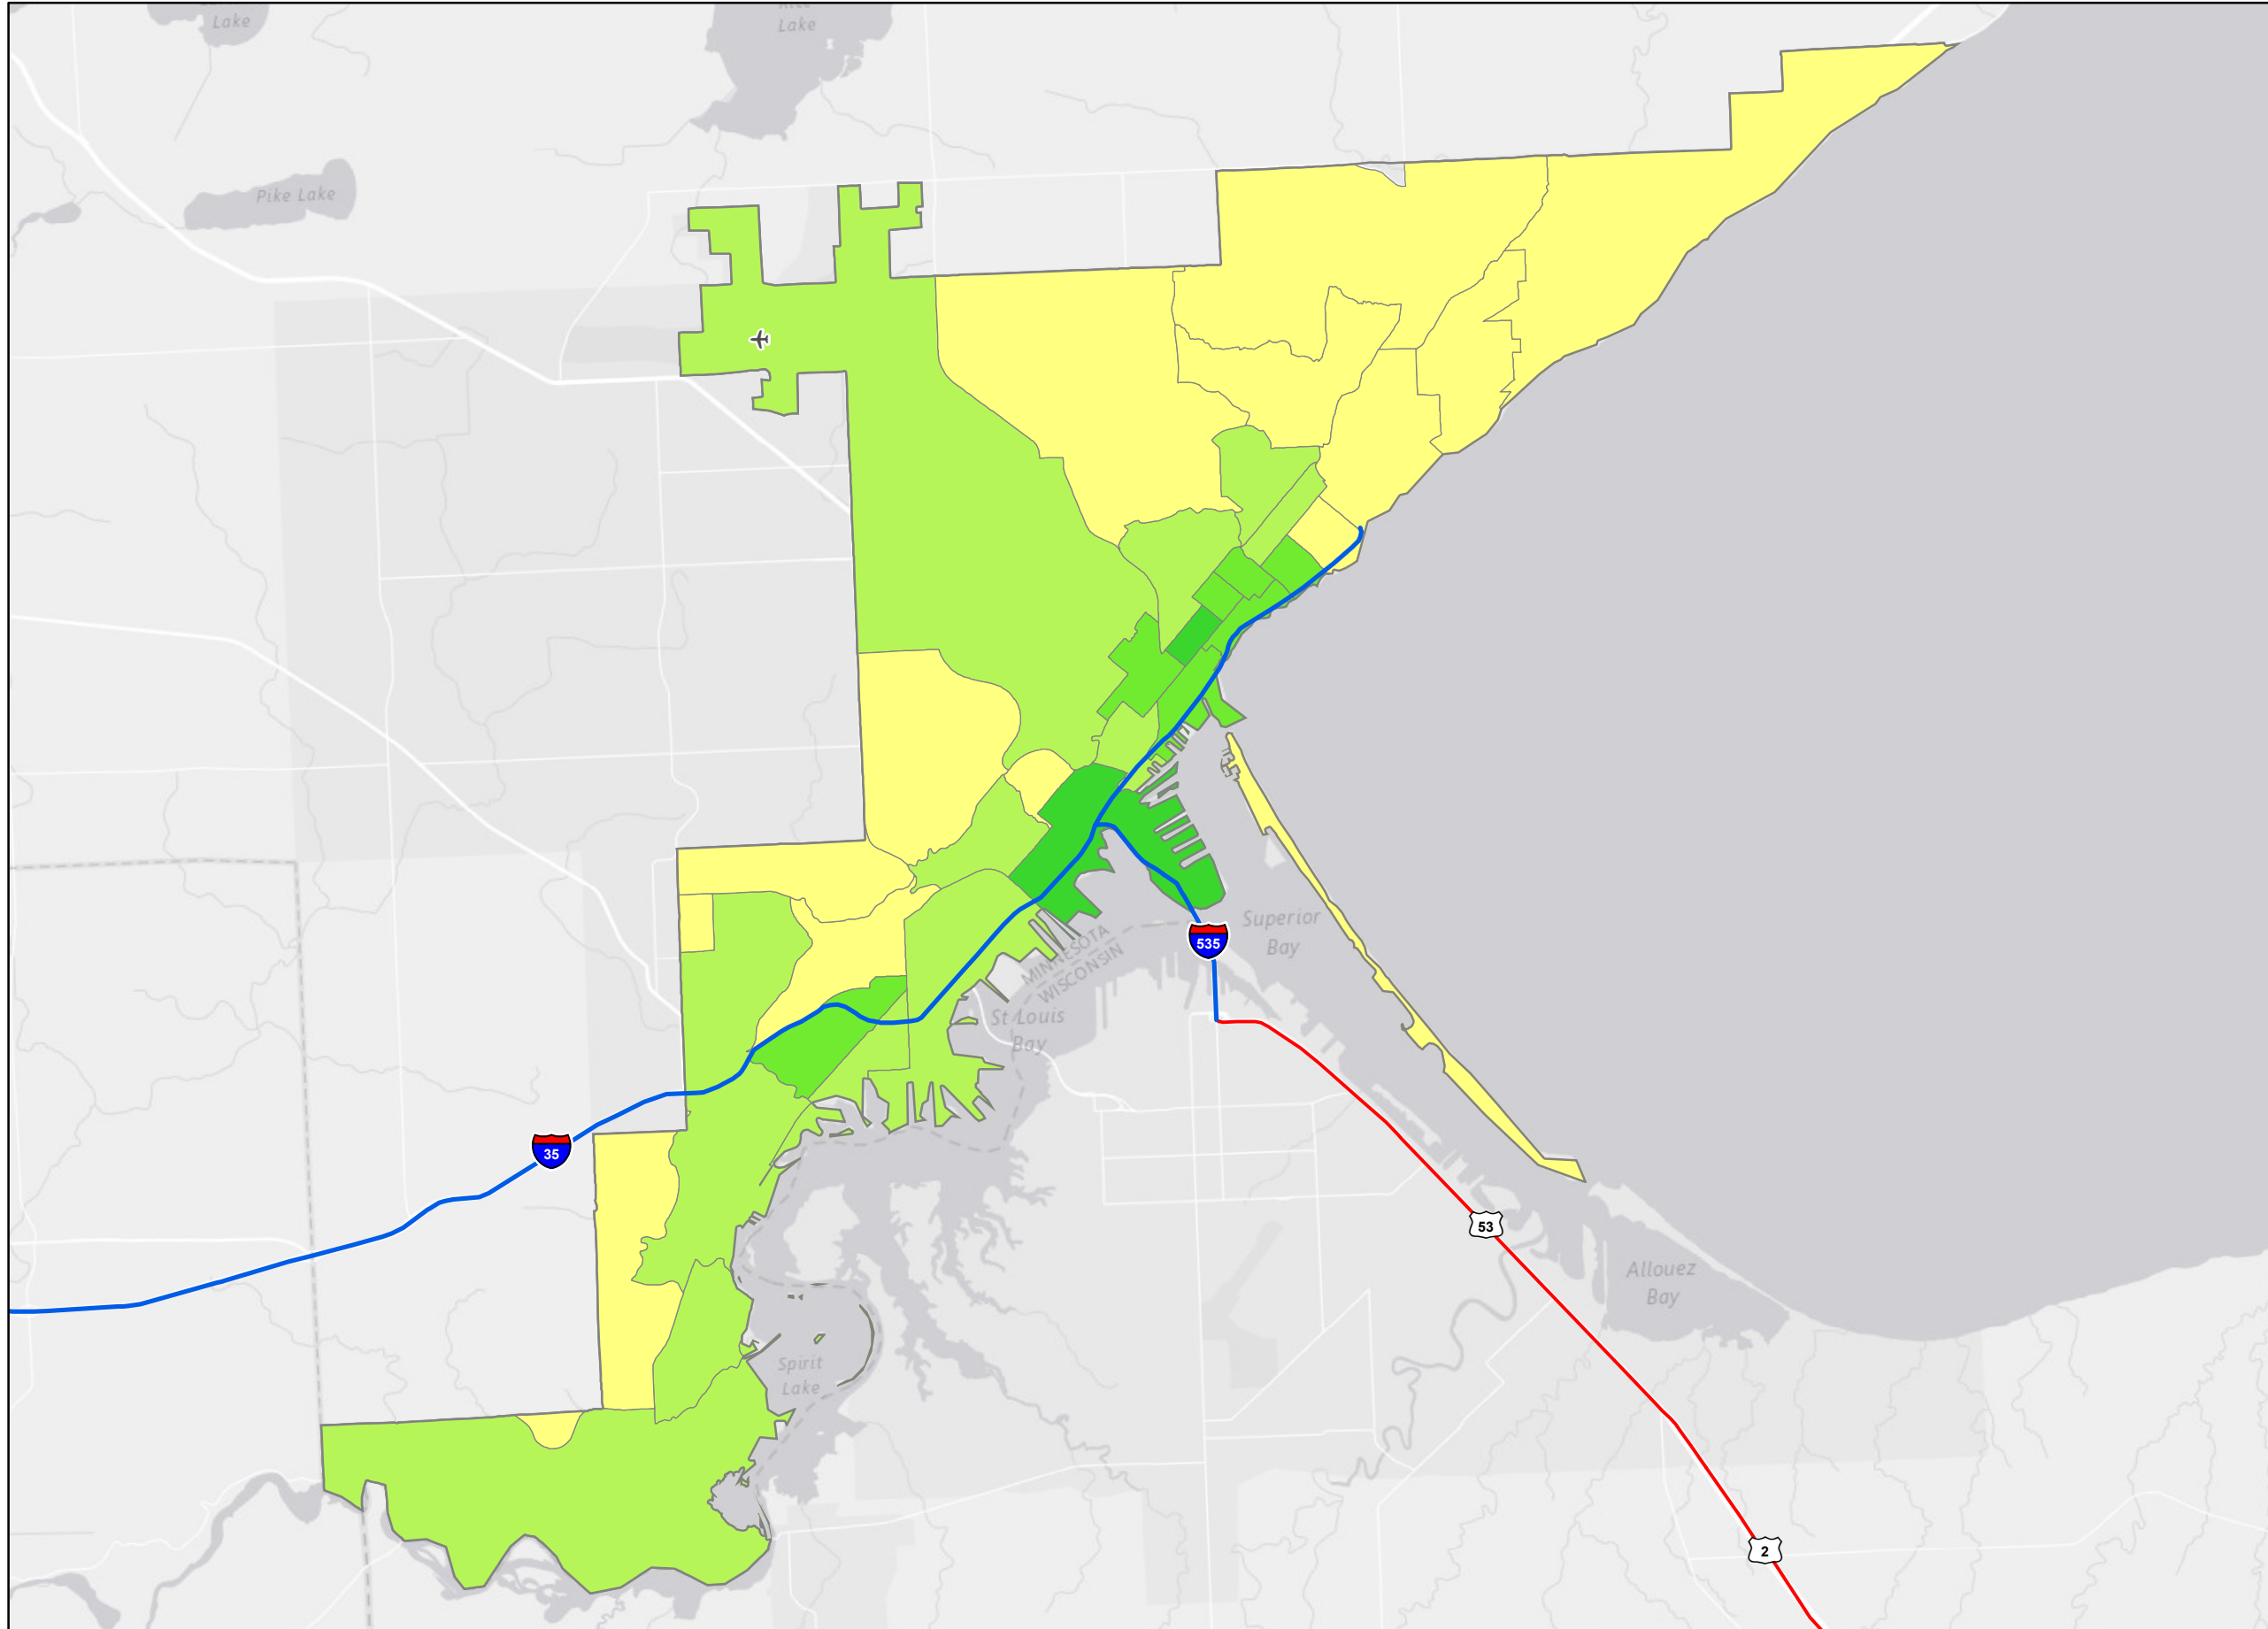 Lake
Lake
Pike Lake
Superior
Bay
535
MINNESOTA
WISCONSIN
St Louis
Bay
35
53
Allouez
Bay
Spirit
Lake
2